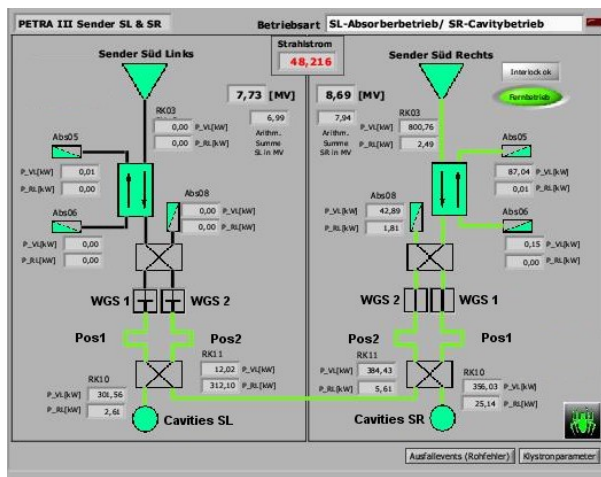 PETRA III Sender SL & SR
Betriebsart SL-Absorberbetrieb/ SR-Cavitybetrieb
Strahlstrom
48,216
Sender Süd Links
7,73 [MV]
6,99
Arithm.
Summe
SL in MV
RK03
0,00 P_VL[kW]
0,00 P_RL[kW]
Abs05
P_VL[kW] 0,01
P_RL[kW] 0,00
Abs06
P_VL[kW] 0,00
P_RL[kW] 0,00
Abs08
0,00 P_VL[kW]
0,00 P_RL[kW]
WGS 1
WGS 2
Pos1
Pos2
RK11
12,02 P_VL[kW]
312,10 P_RL[kW]
RK10
P_VL[kW] 301,56
P_RL[kW] 2,61
Cavities SL
Sender Süd Rechts
8,69 [MV]
7,94
Arithm.
Summe
SR in MV
Interlock ok
Fernbetrieb
RK03
P_VL[kW] 800,76
P_RL[kW] 2,49
Abs05
87,04 P_VL[kW]
0,01 P_RL[kW]
Abs08
P_VL[kW] 42,89
P_RL[kW] 1,81
Abs06
0,15 P_VL[kW]
0,00 P_RL[kW]
WGS 2
WGS 1
Pos2
Pos1
RK11
P_VL[kW] 384,43
P_RL[kW] 5,61
RK10
356,03 P_VL[kW]
25,14 P_RL[kW]
Cavities SR
Ausfallevents (Rohfehler)
Klystronparameter